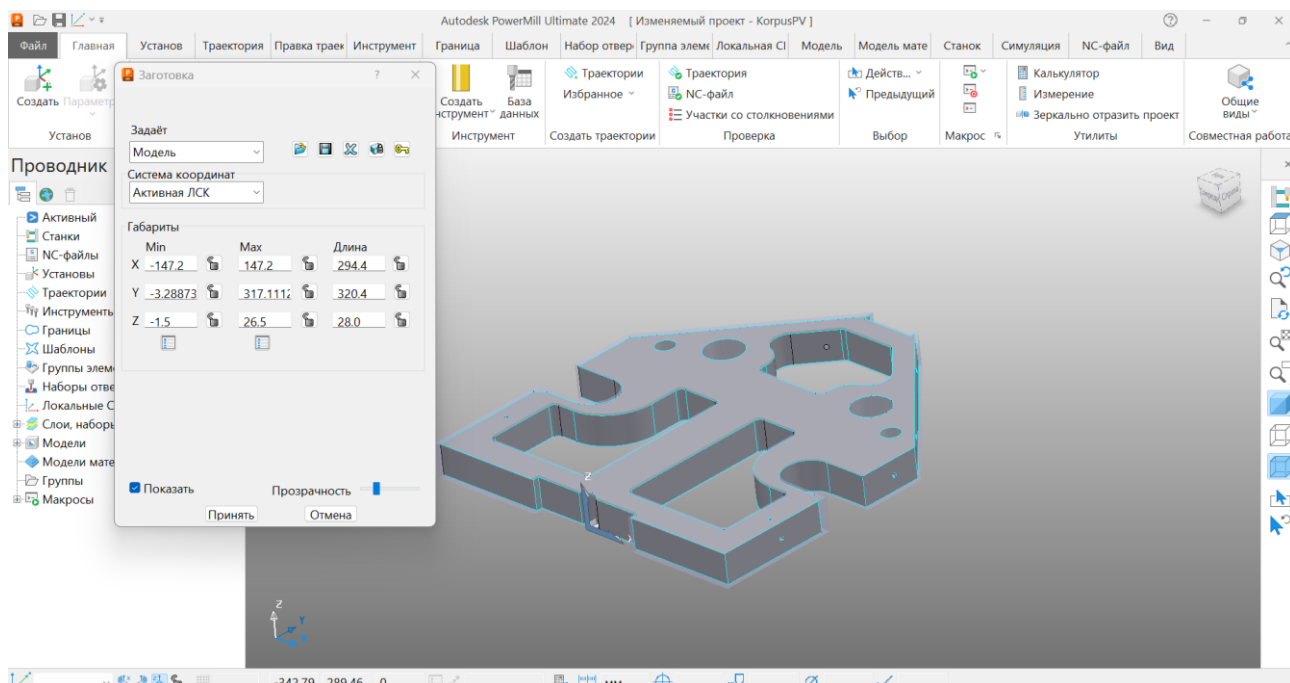 Autodesk PowerMill Ultimate 2024 [ Изменяемый проект - KorpusPV ]
Файл Главная Установ Траектория Правка траек Инструмент Граница Шаблон Набор отвер Группа элеме Локальная СІ Модель Модель мате Станок Симуляция NC-файл Вид
Создать Параметр
Установ
Создать
нструмент
База
данных
Инструмент
Траектории
Избранное
Создать траектории
Траектория
NC-файл
Участки со столкновениями
Проверка
Действ...
Предыдущий
Выбор
Макрос
Калькулятор
Измерение
Зеркально отразить проект
Утилиты
Общие
виды
Совместная работа
Проводник
Активный
Станки
NC-файлы
Установы
Траектории
Инструменть
Границы
Шаблоны
Группы элем
Наборы отве
Локальные С
Слои, наборь
Модели
Модели мате
Группы
Макросы
Заготовка ? ×
Задаёт
Модель
Система координат
Активная ЛСК
Габариты
Min Max Длина
X -147.2 147.2 294.4
Y -3.28873 317.1112 320.4
Z -1.5 26.5 28.0
Показать Прозрачность
Принять Отмена
Z
Z
Y
-342.79 289.46 0 мм